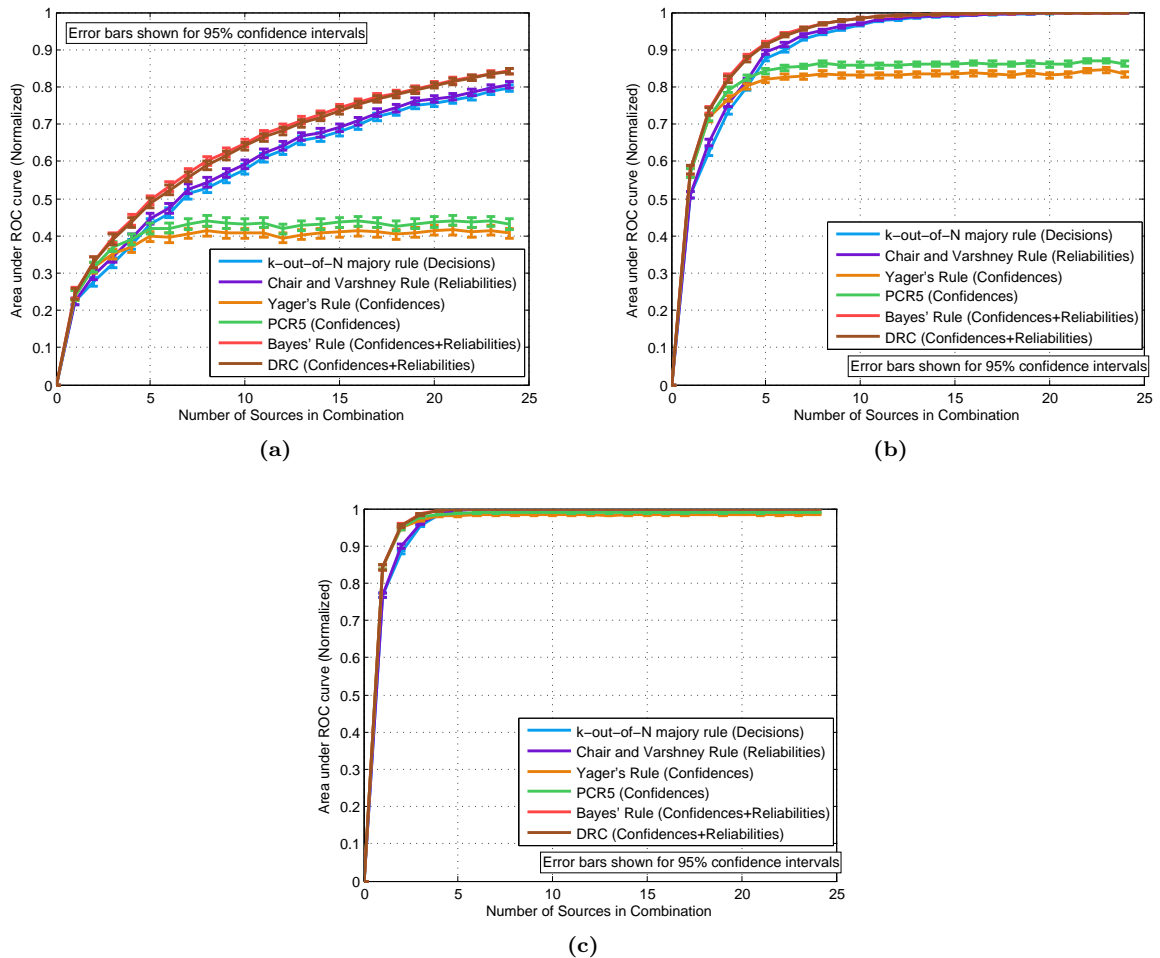 Error bars shown for 95% confidence intervals
1
0.9
0.8
0.7
0.6
0.5
0.4
0.3
0.2
0.1
0
Area under ROC curve (Normalized)
k−out−of−N majory rule (Decisions)
Chair and Varshney Rule (Reliabilities)
Yager's Rule (Confidences)
PCR5 (Confidences)
Bayes' Rule (Confidences+Reliabilities)
DRC (Confidences+Reliabilities)
0 5 10 15 20 25
Number of Sources in Combination
(a)
1
0.9
0.8
0.7
0.6
0.5
0.4
0.3
0.2
0.1
0
Area under ROC curve (Normalized)
k−out−of−N majory rule (Decisions)
Chair and Varshney Rule (Reliabilities)
Yager's Rule (Confidences)
PCR5 (Confidences)
Bayes' Rule (Confidences+Reliabilities)
DRC (Confidences+Reliabilities)
Error bars shown for 95% confidence intervals
0 5 10 15 20 25
Number of Sources in Combination
(b)
1
0.9
0.8
0.7
0.6
0.5
0.4
0.3
0.2
0.1
0
Area under ROC curve (Normalized)
k−out−of−N majory rule (Decisions)
Chair and Varshney Rule (Reliabilities)
Yager's Rule (Confidences)
PCR5 (Confidences)
Bayes' Rule (Confidences+Reliabilities)
DRC (Confidences+Reliabilities)
Error bars shown for 95% confidence intervals
0 5 10 15 20 25
Number of Sources in Combination
(c)